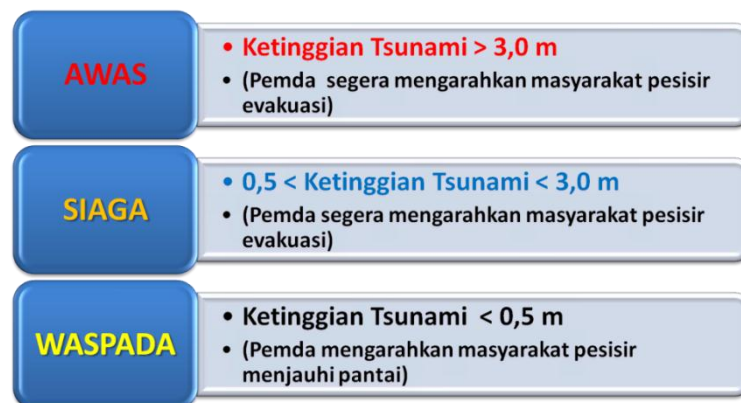 AWAS
• Ketinggian Tsunami > 3,0 m
• (Pemda segera mengarahkan masyarakat pesisir
evakuasi)
SIAGA
• 0,5 < Ketinggian Tsunami < 3,0 m
• (Pemda segera mengarahkan masyarakat pesisir
evakuasi)
WASPADA
• Ketinggian Tsunami < 0,5 m
• (Pemda mengarahkan masyarakat pesisir
menjauhi pantai)